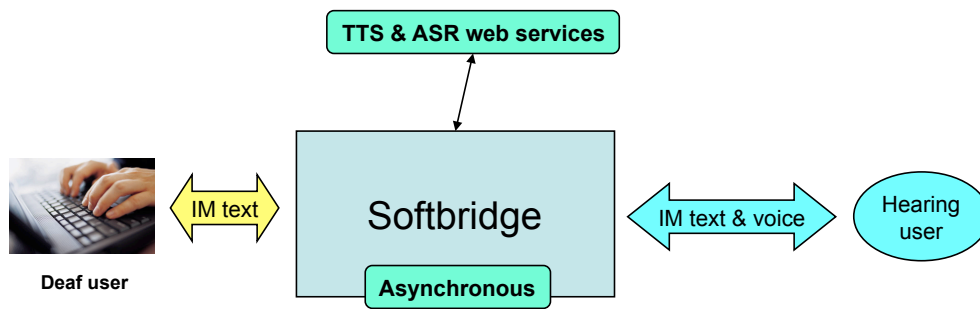 TTS & ASR web services
IM text
Softbridge
IM text & voice
Hearing
user
Deaf user
Asynchronous